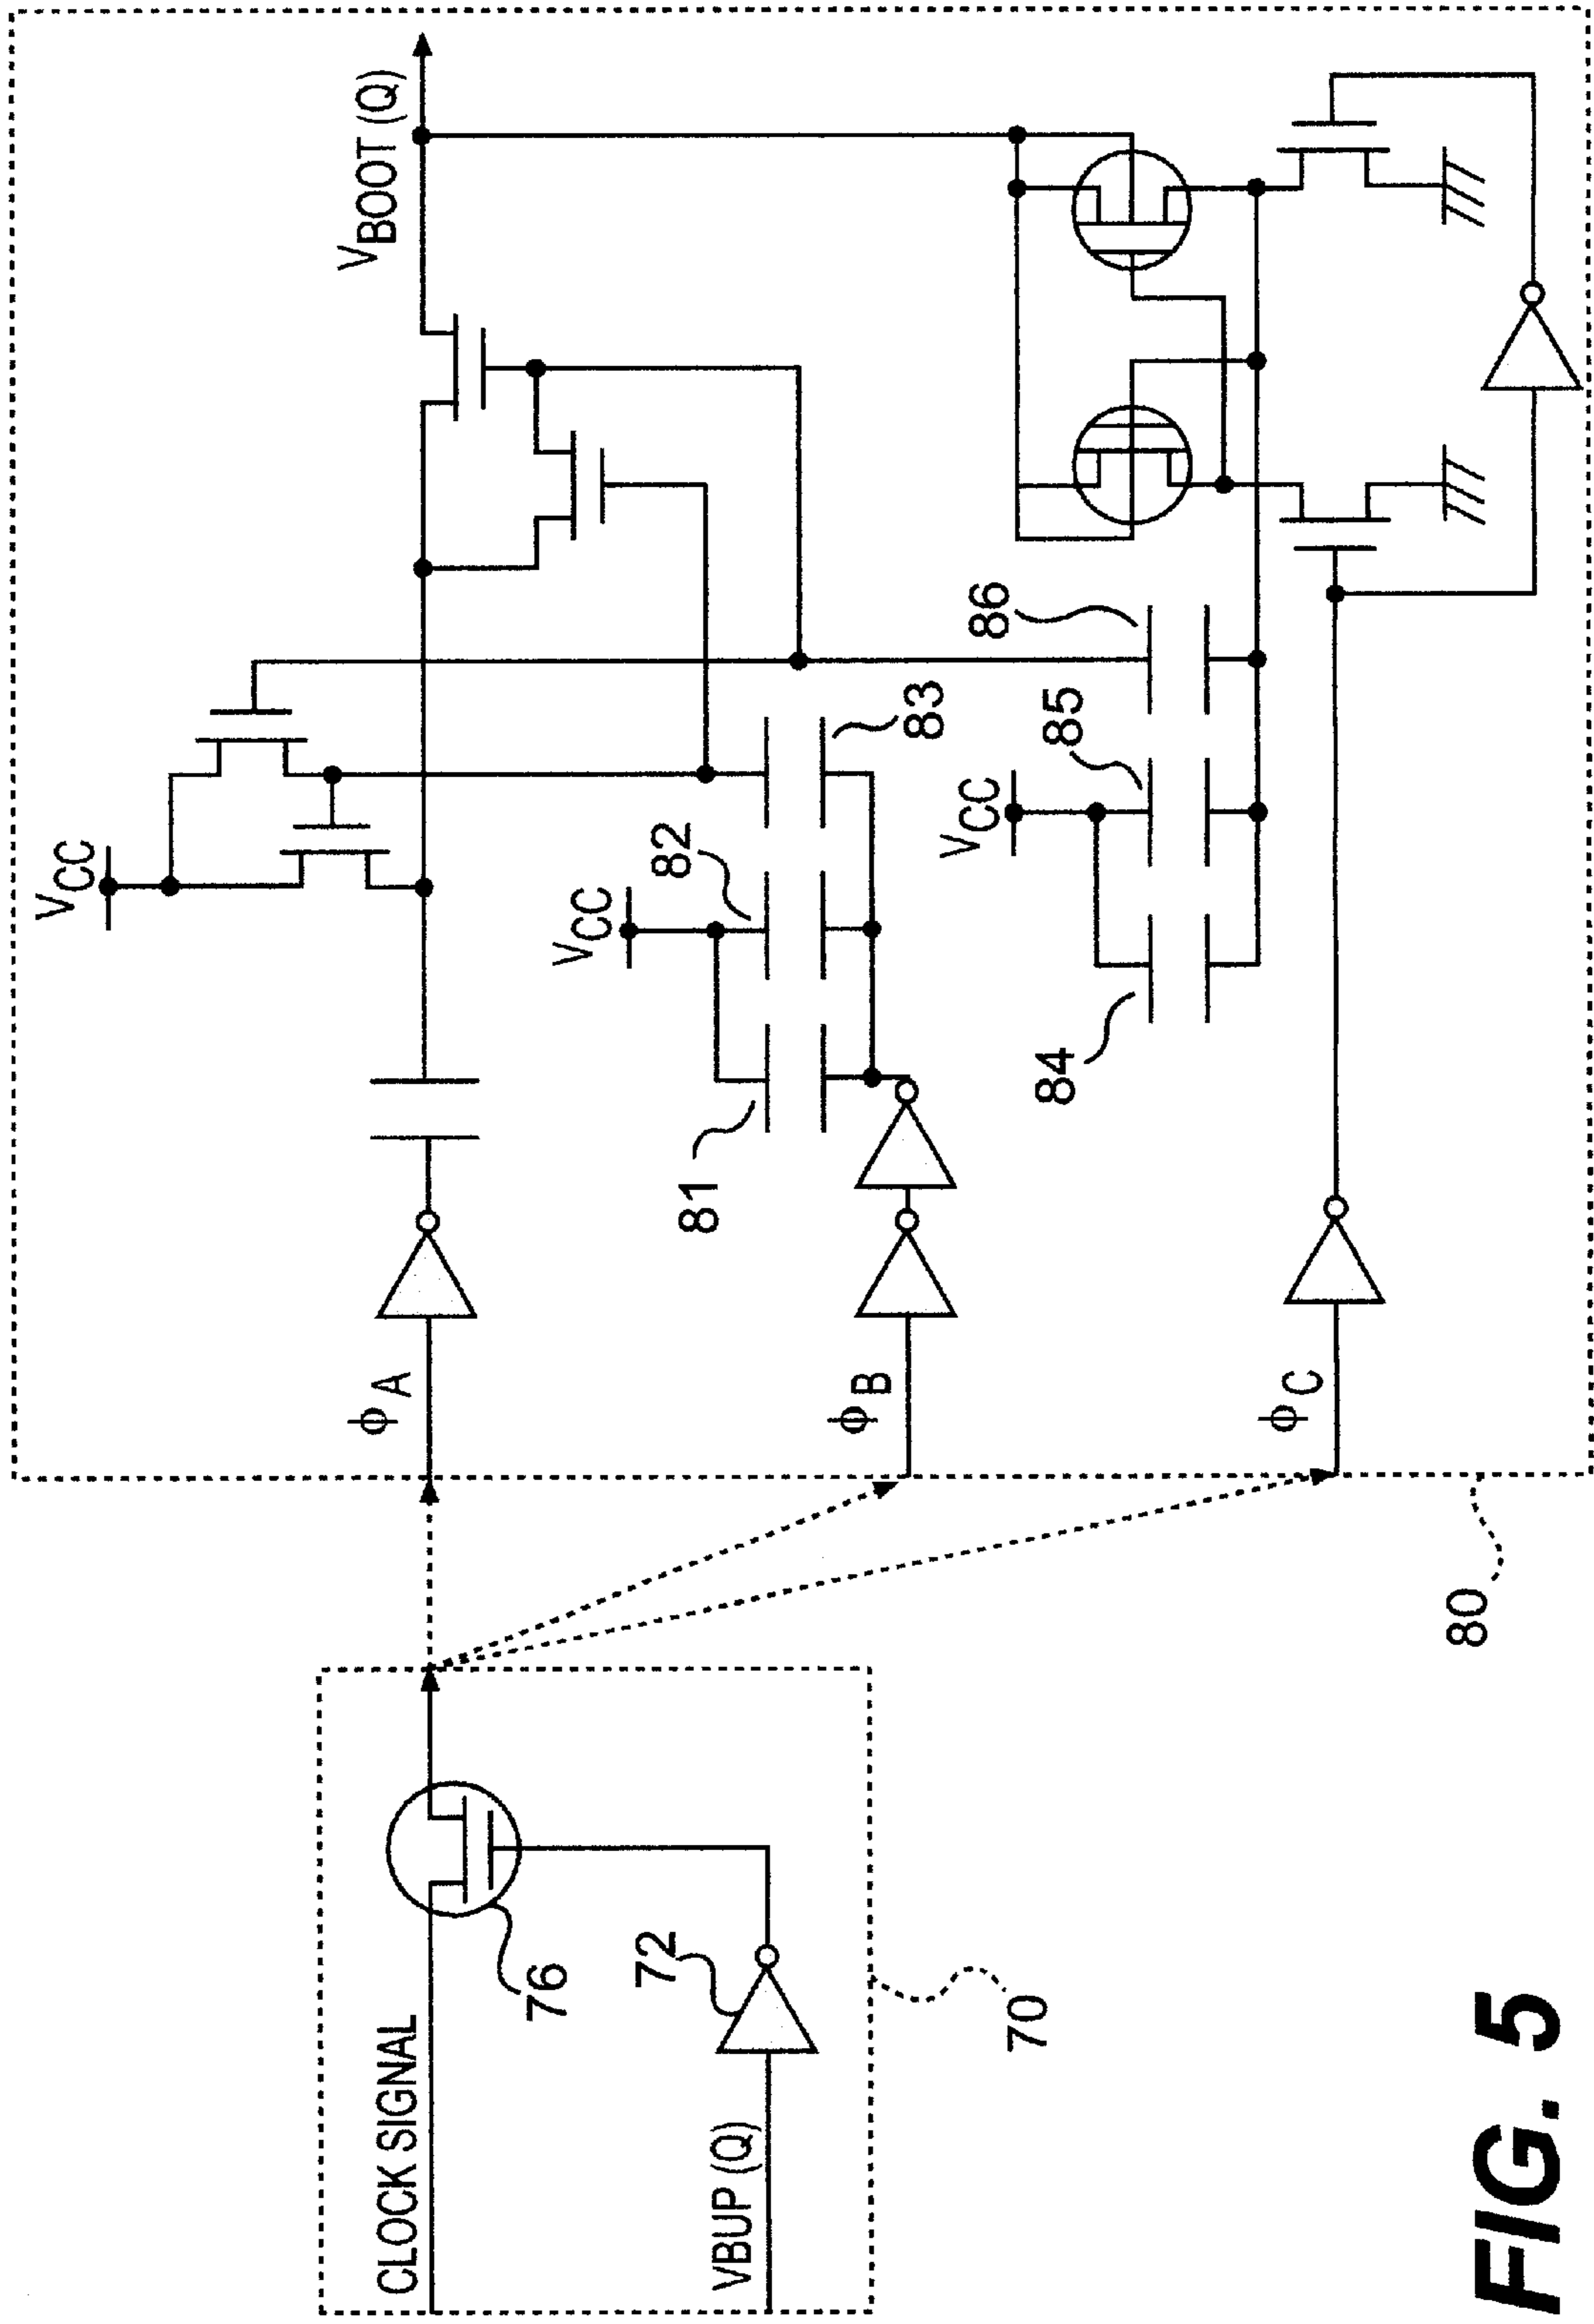 CLOCK SIGNAL
VBUP (Q)
76
72
70
80
ϕA
ϕB
ϕC
VCC
VBOOT (Q)
VCC
81
82
83
VCC
84
85
86
FIG. 5